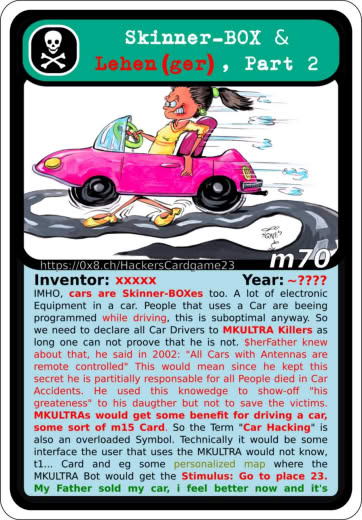 Skinner-BOX &
Lehen(ger), Part 2
m70
https://0x8.ch/HackersCardgame23
Inventor: xxxxx Year: ~????
IMHO, cars are Skinner-BOXes too. A lot of electronic
Equipment in a car. People that uses a Car are beeing
programmed while driving, this is suboptimal anyway. So
we need to declare all Car Drivers to MKULTRA Killers as
long one can not proove that he is not. $herFather knew
about that, he said in 2002: "All Cars with Antennas are
remote controled" This would mean since he kept this
secret he is partitially responsable for all People died in Car
Accidents. He used this knowedge to show-off "his
greateness" to his daugther but not to save the victims.
MKULTRAs would get some benefit for driving a car,
some sort of m15 Card. So the Term "Car Hacking" is
also an overloaded Symbol. Technically it would be some
interface the user that uses the MKULTRA would not know,
t1... Card and eg some personalized map where the
MKULTRA Bot would get the Stimulus: Go to place 23.
My Father sold my car, i feel better now and it's